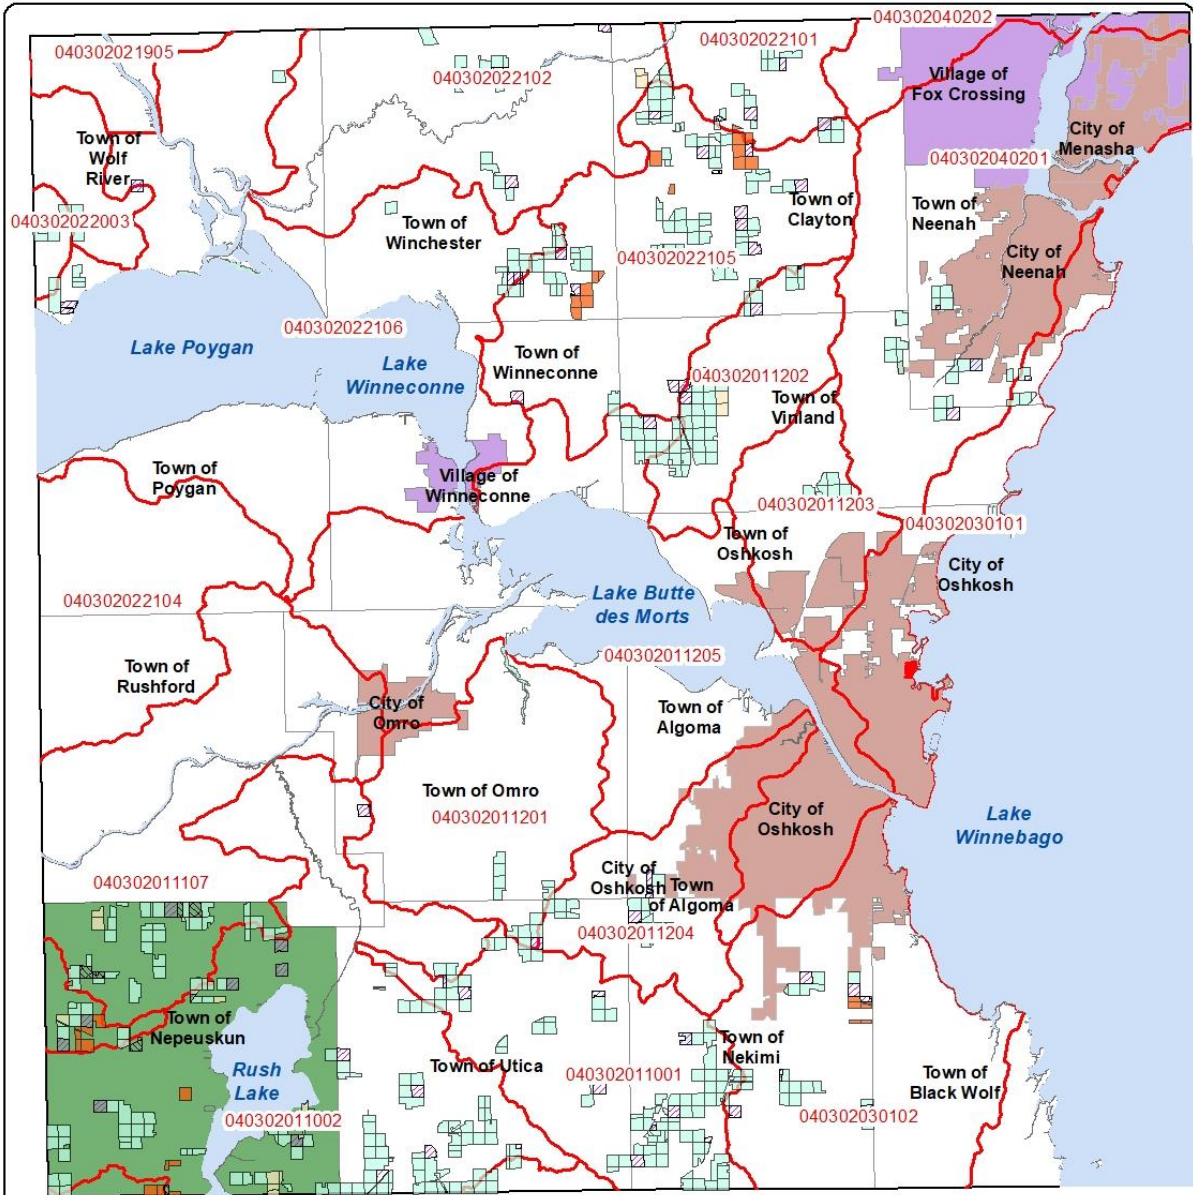 040302040202
040302021905
040302022101
040302022102
Village of
Fox Crossing
City of
Menasha
Town of
Wolf
River
040302040201
Town of
Clayton
Town of
Neenah
040302022003
Town of
Winchester
040302022105
City of
Neenah
040302022106
Lake Poygan
Lake
Winneconne
Town of
Winneconne
040302011202
Town of
Vinland
Town of
Poygan
Village of
Winneconne
040302011203
040302030101
Town of
Oshkosh
City of
Oshkosh
040302022104
Lake Butte
des Morts
040302011205
Town of
Rushford
City of
Omro
Town of
Algoma
Town of Omro
040302011201
City of
Oshkosh
Lake
Winnebago
City of
Oshkosh
Town
of Algoma
040302011107
040302011204
Town of
Nepeuskun
Rush
Lake
Town of Utica
Town of
Nekimi
040302011001
Town of
Black Wolf
040302011002
040302030102